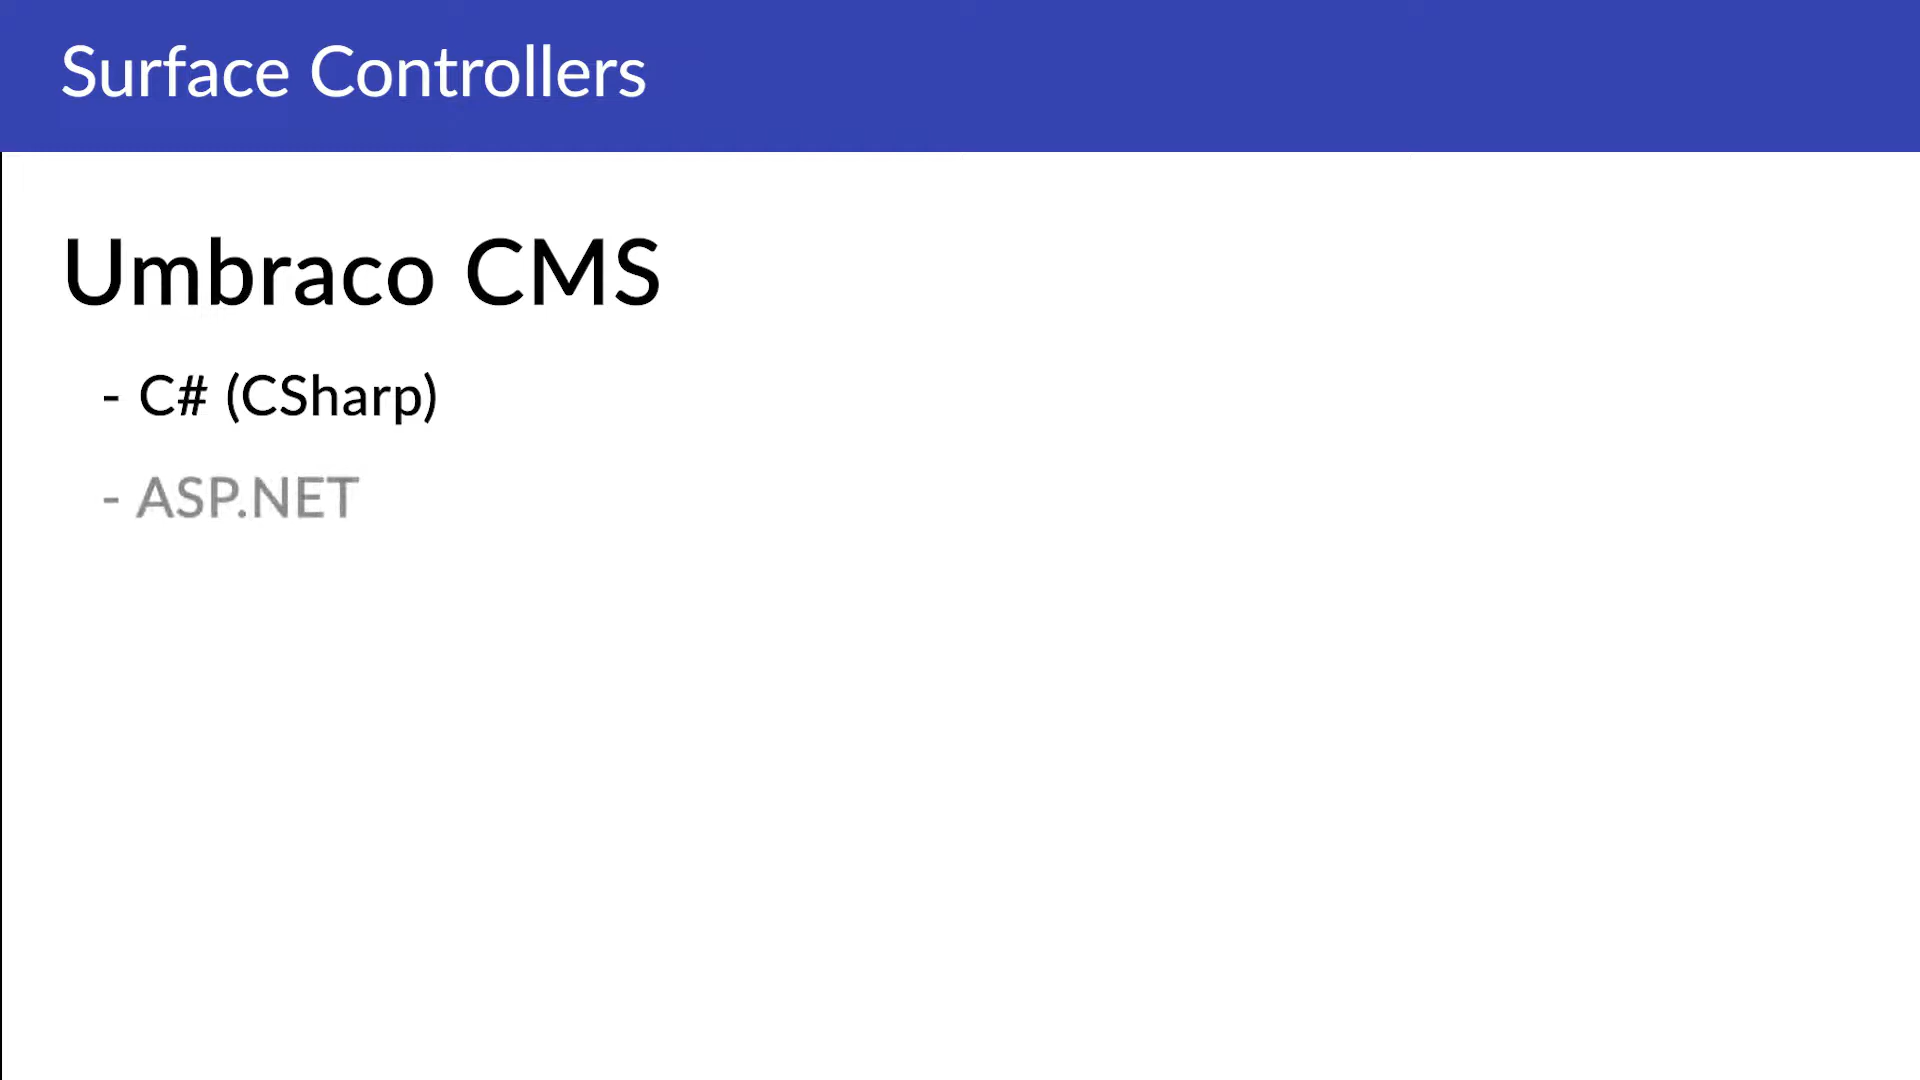 Surface Controllers
Umbraco CMS
- C# (CSharp)
- ASP.NET